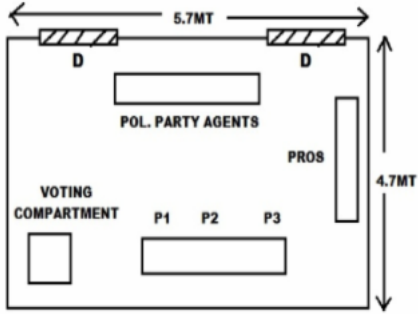 5.7MT
D D
POL. PARTY AGENTS
PROS
4.7MT
VOTING
COMPARTMENT
P1 P2 P3